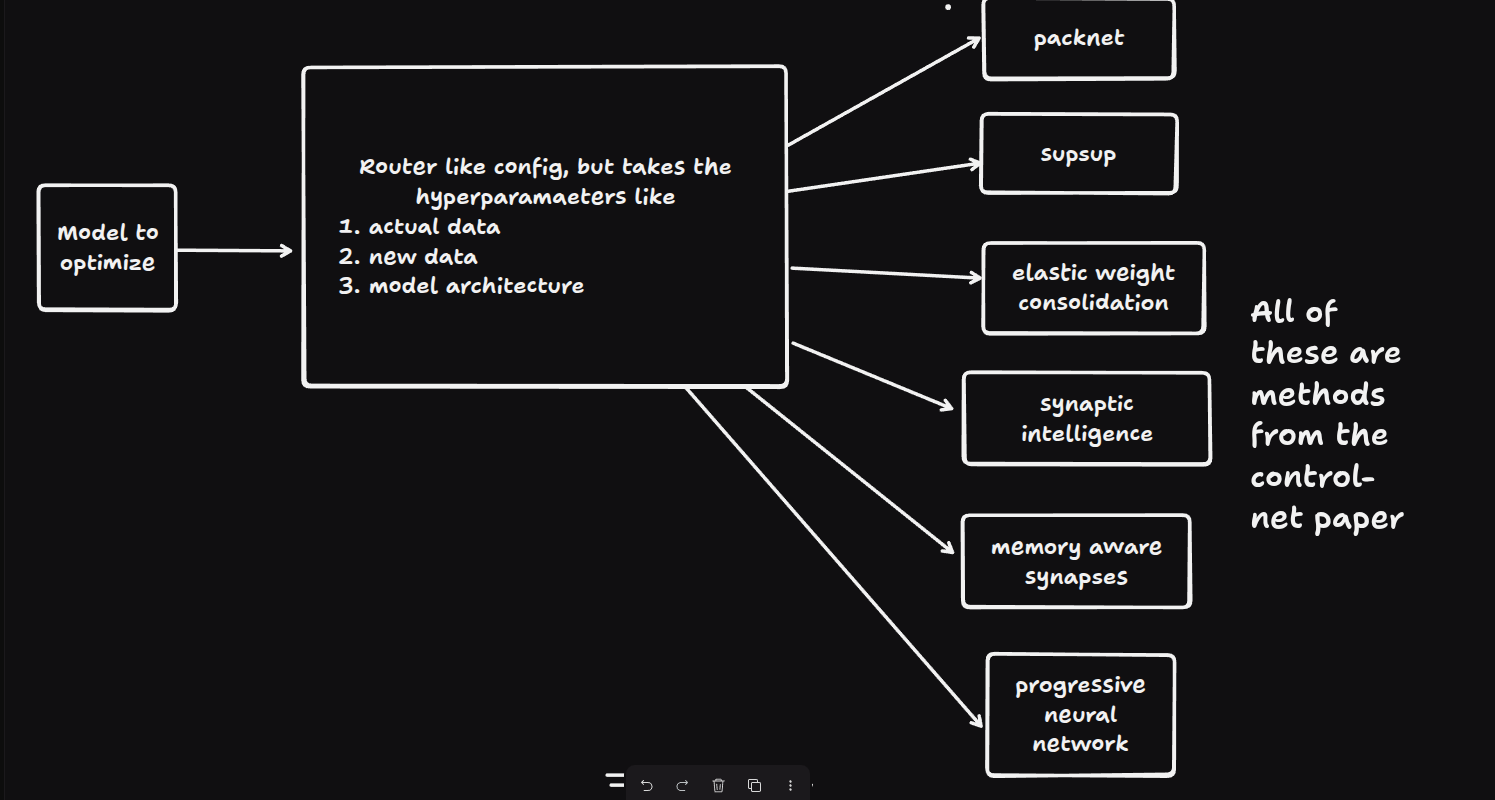 packnet
supsup
Router like config, but takes the
hyperparamaeters like
1. actual data
2. new data
3. model architecture
Model to
optimize
elastic weight
consolidation
synaptic
intelligence
memory aware
synapses
progressive
neural
network
All of
these are
methods
from the
control-
net paper